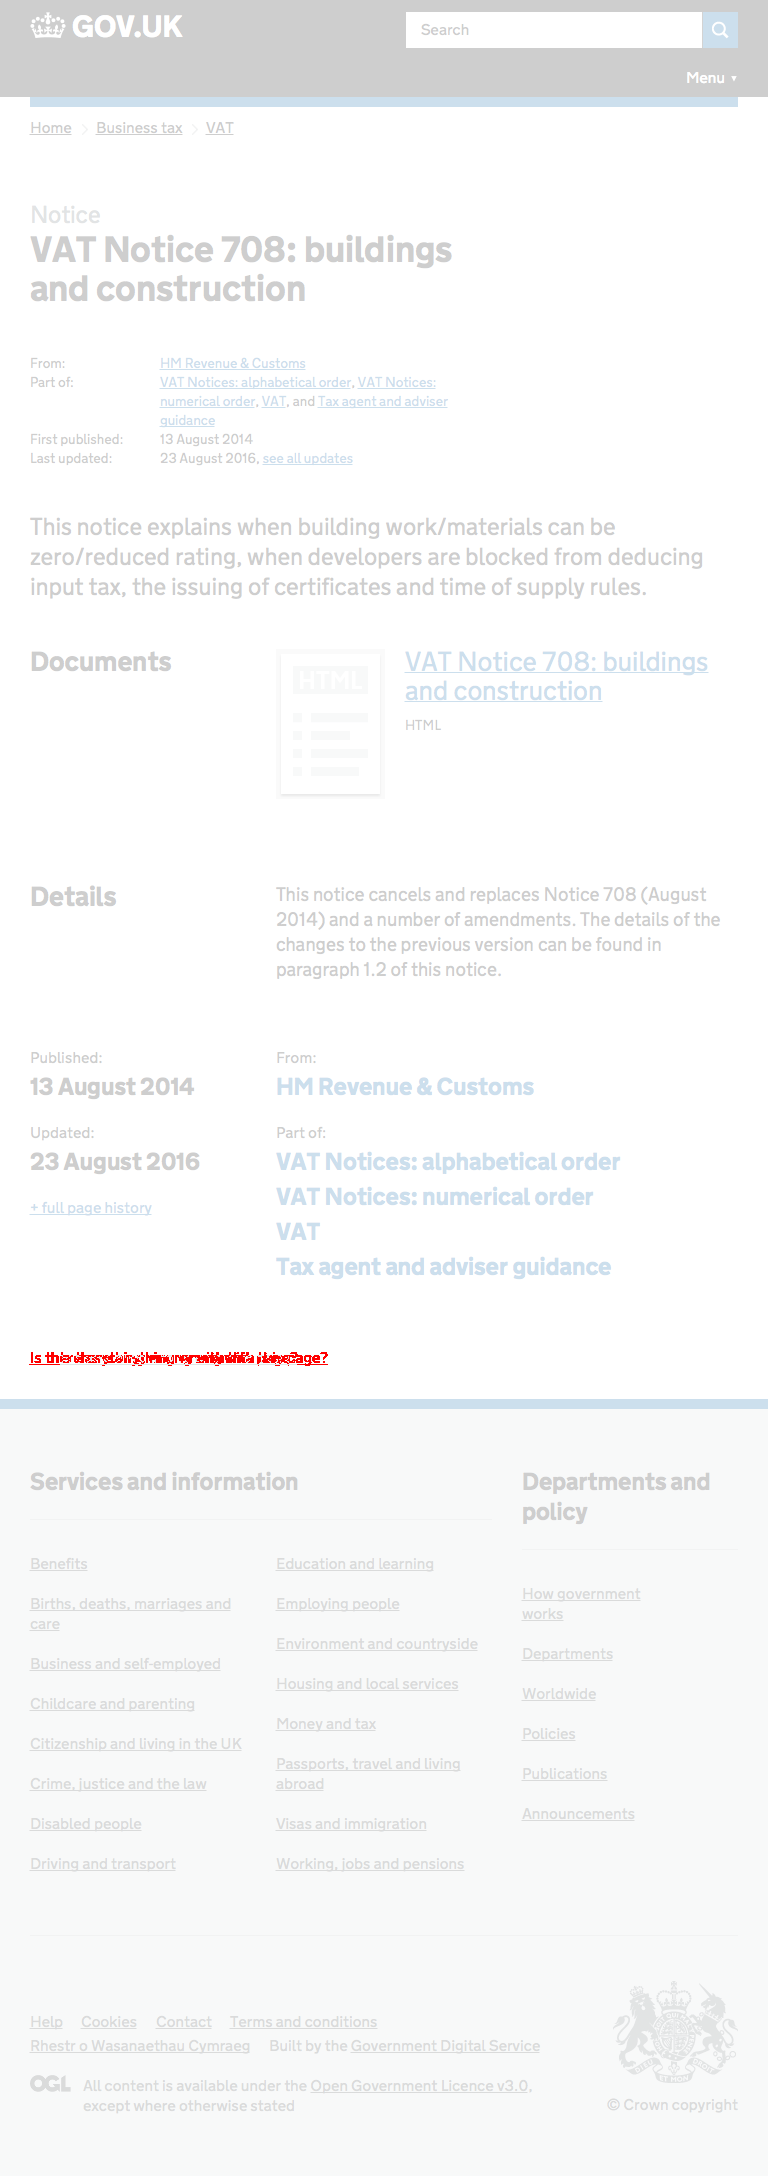 GOV.UK
Search
Menu ▼
Home > Business tax > VAT
Notice
VAT Notice 708: buildings
and construction
From: HM Revenue & Customs
Part of: VAT Notices: alphabetical order, VAT Notices:
numerical order, VAT, and Tax agent and adviser
guidance
First published: 13 August 2014
Last updated: 23 August 2016, see all updates
This notice explains when building work/materials can be
zero/reduced rating, when developers are blocked from deducing
input tax, the issuing of certificates and time of supply rules.
Documents
HTML
VAT Notice 708: buildings
and construction
HTML
Details
This notice cancels and replaces Notice 708 (August
2014) and a number of amendments. The details of the
changes to the previous version can be found in
paragraph 1.2 of this notice.
Published:
13 August 2014
Updated:
23 August 2016
+ full page history
From:
HM Revenue & Customs
Part of:
VAT Notices: alphabetical order
VAT Notices: numerical order
VAT
Tax agent and adviser guidance
Services and information
Benefits
Births, deaths, marriages and
care
Business and self-employed
Childcare and parenting
Citizenship and living in the UK
Crime, justice and the law
Disabled people
Driving and transport
Education and learning
Employing people
Environment and countryside
Housing and local services
Money and tax
Passports, travel and living
abroad
Visas and immigration
Working, jobs and pensions
Departments and
policy
How government
works
Departments
Worldwide
Policies
Publications
Announcements
Help Cookies Contact Terms and conditions
Rhestr o Wasanaethau Cymraeg Built by the Government Digital Service
OGL All content is available under the Open Government Licence v3.0,
except where otherwise stated
© Crown copyright